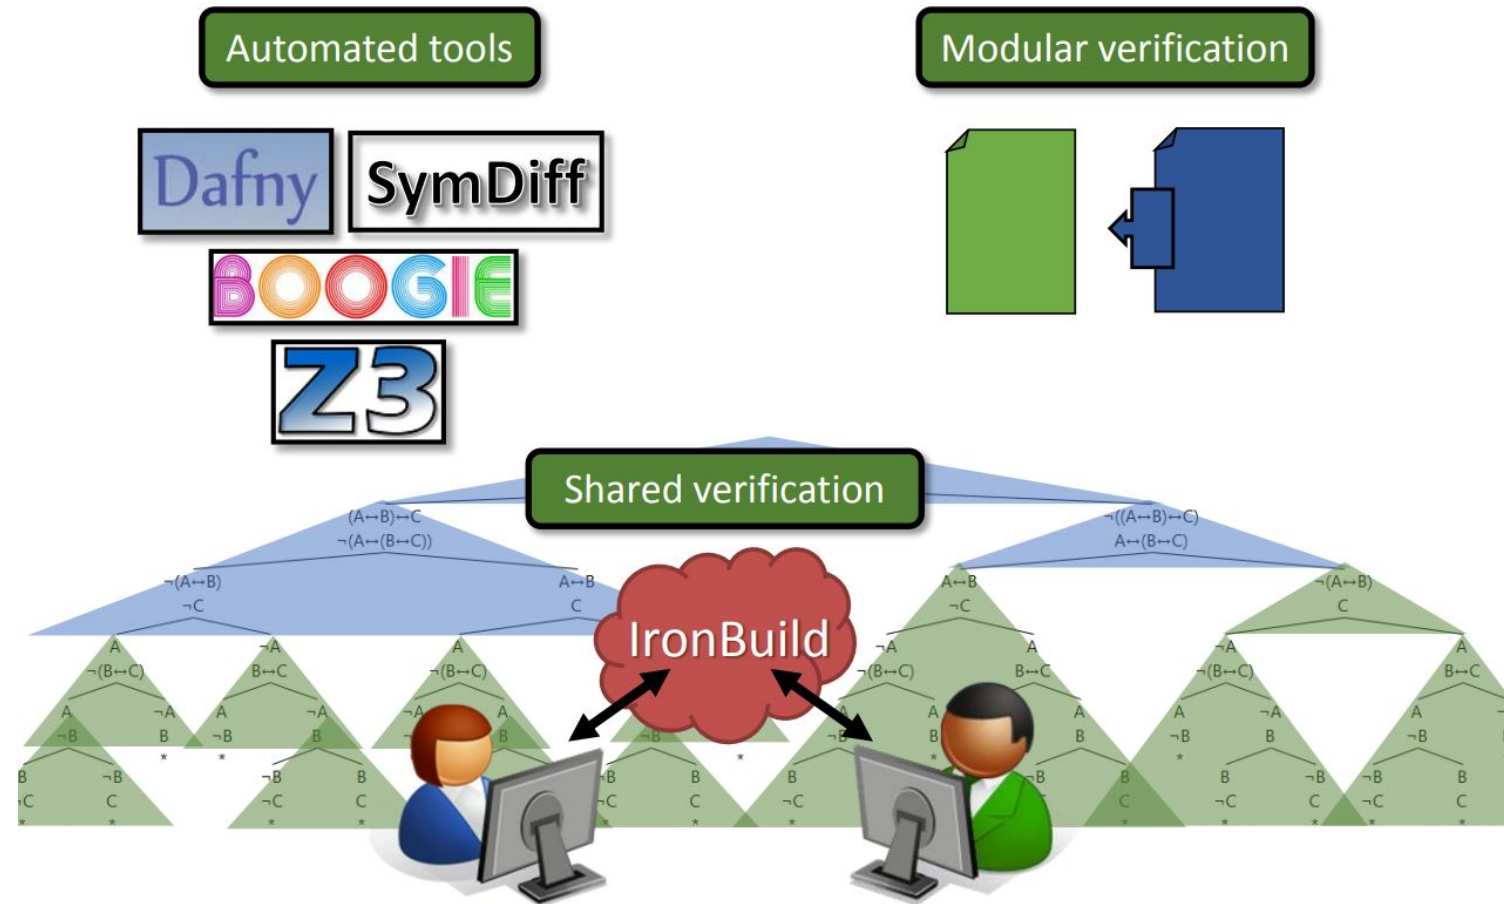 Automated tools
Modular verification
Dafny
SymDiff
BOOGIE
Z3
Shared verification
(A↔B)↔C
¬(A↔(B↔C))
¬((A↔B)↔C)
A↔(B↔C)
¬(A↔B)
¬C
A↔B
C
A↔B
¬C
¬(A↔B)
C
IronBuild
A
¬(B↔C)
¬A
B↔C
A
¬(B↔C)
¬A
¬(B↔C)
A
B↔C
¬A
¬(B↔C)
A
B↔C
A ¬A A ¬A ¬A A A A A ¬A A
¬B B ¬B B B ¬B ¬B B B ¬B B ¬B
* * * * *
B ¬B ¬B B ¬B B B ¬B B B ¬B ¬B B
¬C C ¬C C ¬C C ¬C C ¬C C ¬C C
* * * * * * * * * * * *